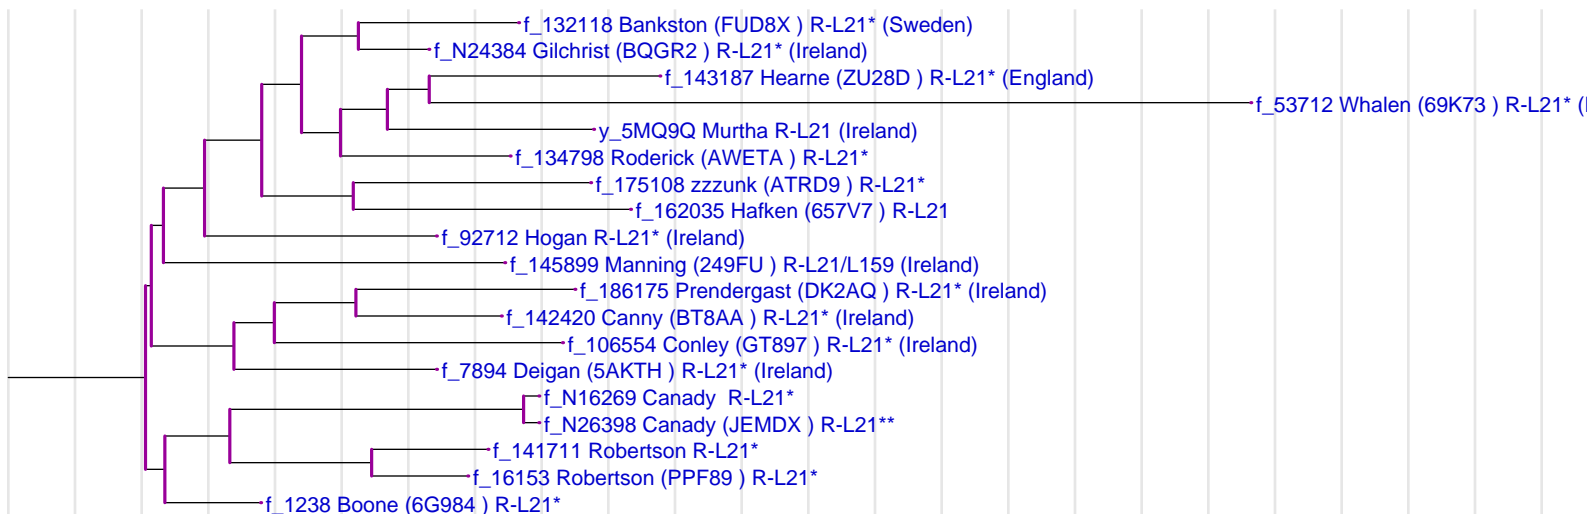 f_132118 Bankston (FUD8X ) R-L21* (Sweden)
f_N24384 Gilchrist (BQGR2 ) R-L21* (Ireland)
f_143187 Hearne (ZU28D ) R-L21* (England)
f_53712 Whalen (69K73 ) R-L21* (
y_5MQ9Q Murtha R-L21 (Ireland)
f_134798 Roderick (AWETA ) R-L21*
f_175108 zzzunk (ATRD9 ) R-L21*
f_162035 Hafken (657V7 ) R-L21
f_92712 Hogan R-L21* (Ireland)
f_145899 Manning (249FU ) R-L21/L159 (Ireland)
f_186175 Prendergast (DK2AQ ) R-L21* (Ireland)
f_142420 Canny (BT8AA ) R-L21* (Ireland)
f_106554 Conley (GT897 ) R-L21* (Ireland)
f_7894 Deigan (5AKTH ) R-L21* (Ireland)
f_N16269 Canady  R-L21*
f_N26398 Canady (JEMDX ) R-L21**
f_141711 Robertson R-L21*
f_16153 Robertson (PPF89 ) R-L21*
f_1238 Boone (6G984 ) R-L21*